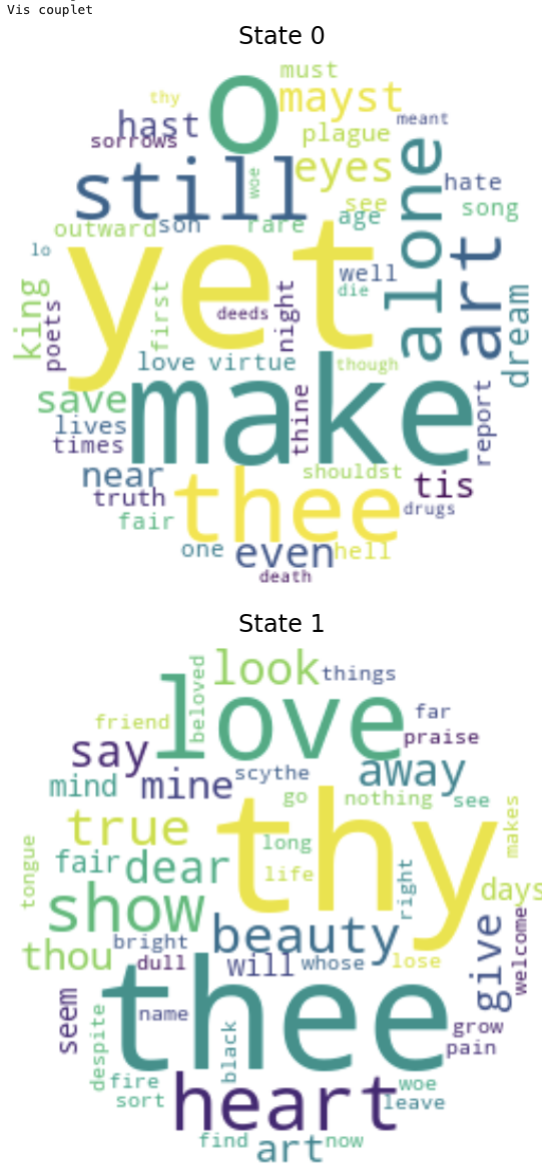 Vis couplet
State 0
must
thy
O
mayst
hast
meant
plague
sorrows
eyes
still
woe
alone
hate
see
song
age
outward
son
rare
art
lo
yet
well
king
poets
first
die
dream
deeds
night
love virtue
though
save
make
thine
report
lives
times
near
shouldst
tis
truth
thee
drugs
fair
one
even
hell
death
State 1
look
things
beloved
love
friend
far
praise
say
away
mind
mine
scythe
go
nothing
see
true
thy
makes
long
tongue
fair
dear
life
right
days
show
beauty
give
welcome
thou
bright
dull
will
whose
lose
seem
thee
name
black
grow
pain
despite
fire
heart
woe
sort
leave
find
art
now